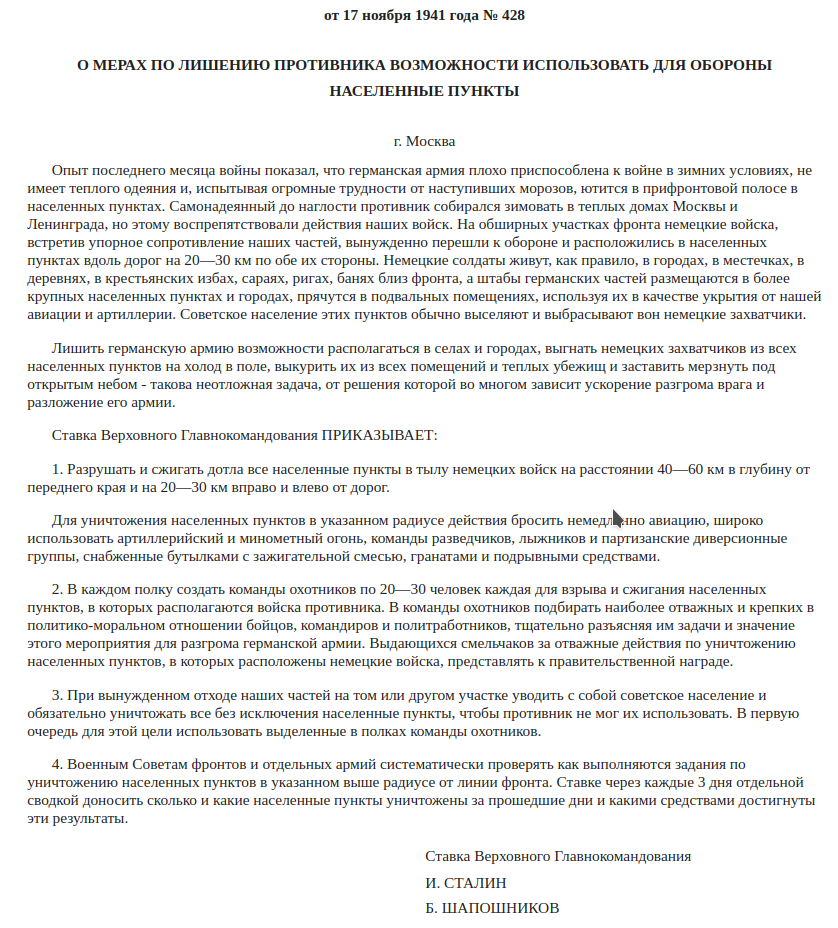 от 17 ноября 1941 года № 428
О МЕРАХ ПО ЛИШЕНИЮ ПРОТИВНИКА ВОЗМОЖНОСТИ ИСПОЛЬЗОВАТЬ ДЛЯ ОБОРОНЫ
НАСЕЛЕННЫЕ ПУНКТЫ
г. Москва
Опыт последнего месяца войны показал, что германская армия плохо приспособлена к войне в зимних условиях, не
имеет теплого одеяния и, испытывая огромные трудности от наступивших морозов, ютится в прифронтовой полосе в
населенных пунктах. Самонадеянный до наглости противник собирался зимовать в теплых домах Москвы и
Ленинграда, но этому воспрепятствовали действия наших войск. На обширных участках фронта немецкие войска,
встретив упорное сопротивление наших частей, вынужденно перешли к обороне и расположились в населенных
пунктах вдоль дорог на 20—30 км по обе их стороны. Немецкие солдаты живут, как правило, в городах, в местечках, в
деревнях, в крестьянских избах, сараях, ригах, банях близ фронта, а штабы германских частей размещаются в более
крупных населенных пунктах и городах, прячутся в подвальных помещениях, используя их в качестве укрытия от нашей
авиации и артиллерии. Советское население этих пунктов обычно выселяют и выбрасывают вон немецкие захватчики.
Лишить германскую армию возможности располагаться в селах и городах, выгнать немецких захватчиков из всех
населенных пунктов на холод в поле, выкурить их из всех помещений и теплых убежищ и заставить мерзнуть под
открытым небом - такова неотложная задача, от решения которой во многом зависит ускорение разгрома врага и
разложение его армии.
Ставка Верховного Главнокомандования ПРИКАЗЫВАЕТ:
1. Разрушать и сжигать дотла все населенные пункты в тылу немецких войск на расстоянии 40—60 км в глубину от
переднего края и на 20—30 км вправо и влево от дорог.
Для уничтожения населенных пунктов в указанном радиусе действия бросить немедленно авиацию, широко
использовать артиллерийский и минометный огонь, команды разведчиков, лыжников и партизанские диверсионные
группы, снабженные бутылками с зажигательной смесью, гранатами и подрывными средствами.
2. В каждом полку создать команды охотников по 20—30 человек каждая для взрыва и сжигания населенных
пунктов, в которых располагаются войска противника. В команды охотников подбирать наиболее отважных и крепких в
политико-моральном отношении бойцов, командиров и политработников, тщательно разъясняя им задачи и значение
этого мероприятия для разгрома германской армии. Выдающихся смельчаков за отважные действия по уничтожению
населенных пунктов, в которых расположены немецкие войска, представлять к правительственной награде.
3. При вынужденном отходе наших частей на том или другом участке уводить с собой советское население и
обязательно уничтожать все без исключения населенные пункты, чтобы противник не мог их использовать. В первую
очередь для этой цели использовать выделенные в полках команды охотников.
4. Военным Советам фронтов и отдельных армий систематически проверять как выполняются задания по
уничтожению населенных пунктов в указанном выше радиусе от линии фронта. Ставке через каждые 3 дня отдельной
сводкой доносить сколько и какие населенные пункты уничтожены за прошедшие дни и какими средствами достигнуты
эти результаты.
Ставка Верховного Главнокомандования
И. СТАЛИН
Б. ШАПОШНИКОВ